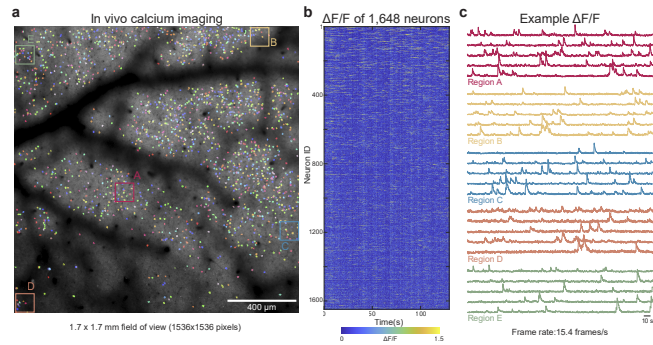 a
In vivo calcium imaging
B
A
D
400 μm
1.7 x 1.7 mm field of view (1536x1536 pixels)
b
ΔF/F of 1,648 neurons
1
400
800
1200
1600
Neuron ID
0
100
Time(s)
0
ΔF/F
1.5
c
Example ΔF/F
Region A
Region B
Region C
Region D
Region E
10 s
Frame rate:15.4 frames/s